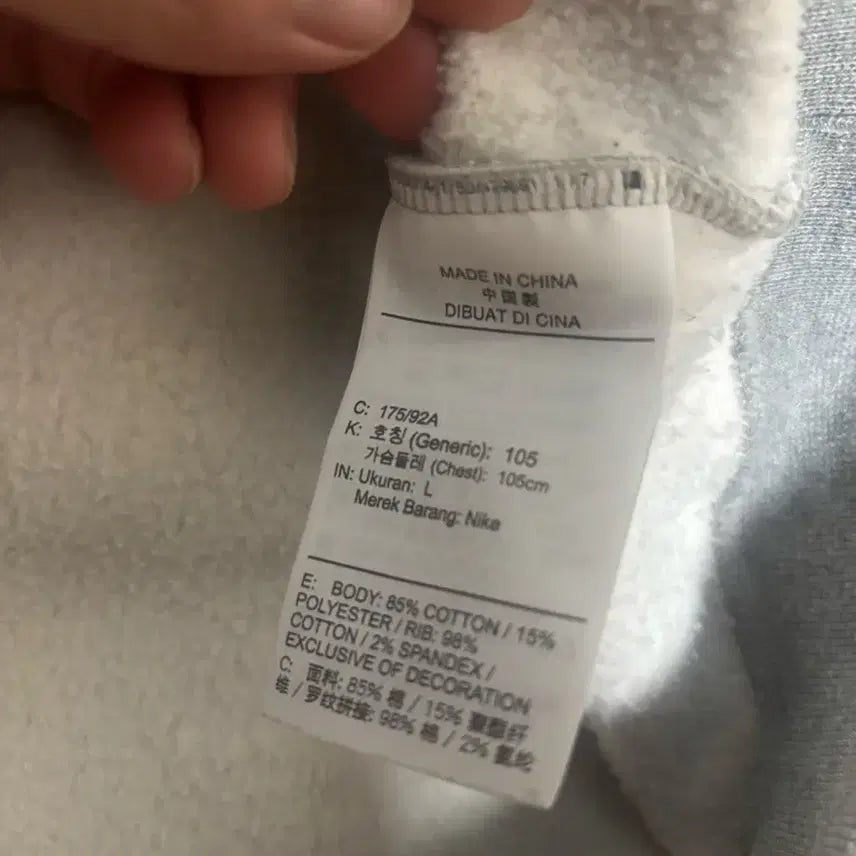 MADE IN CHINA
中国製
DIBUAT DI CINA
C: 175/92A
K: 호칭 (Generic): 105
가슴둘레 (Chest): 105cm
IN: Ukuran: L
Merek Barang: Nike
E: BODY: 85% COTTON / 15%
POLYESTER / RIB: 98%
COTTON / 2% SPANDEX /
EXCLUSIVE OF DECORATION
C: 面料: 85% 棉 / 15% 聚酯纤
维 / 罗纹拼接: 98% 棉 / 2% 氨纶